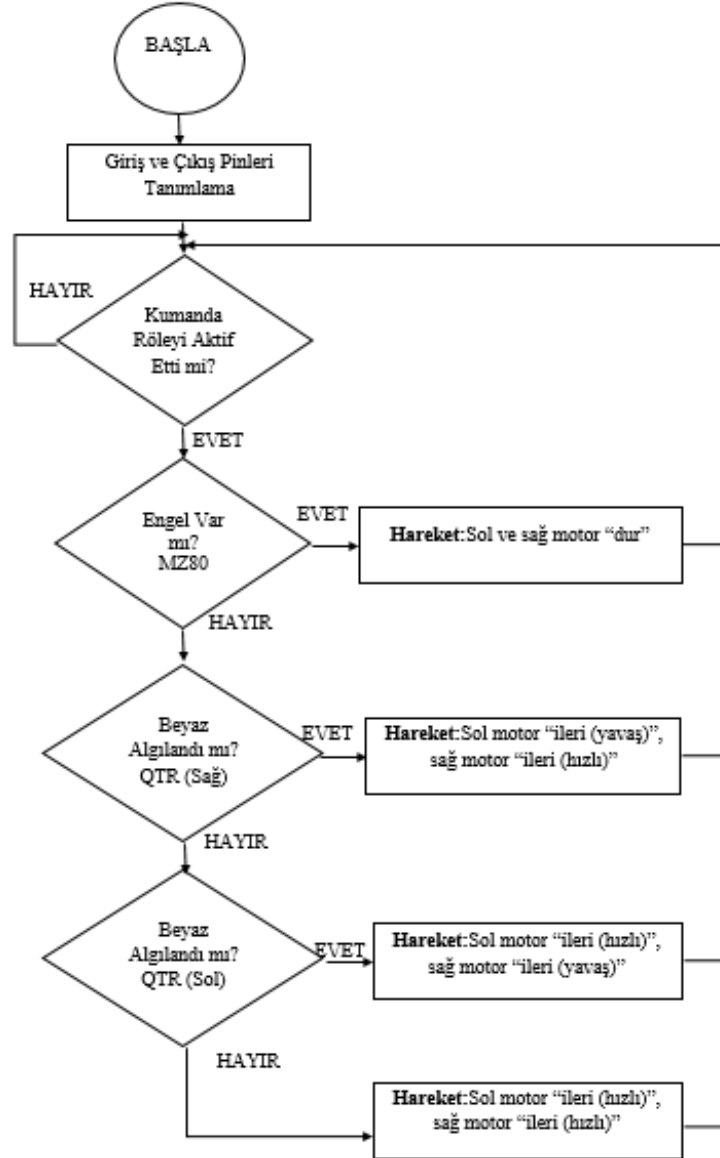 BAŞLA
Giriş ve Çıkış Pinleri
Tanımlama
HAYIR
Kumanda
Röleyi Aktif
Etti mi?
EVET
Engel Var
mı?
MZ80
EVET
Hareket:Sol ve sağ motor “dur”
HAYIR
Beyaz
Algılandı mı?
QTR (Sağ)
EVET
Hareket:Sol motor “ileri (yavaş)”,
sağ motor “ileri (hızlı)”
HAYIR
Beyaz
Algılandı mı?
QTR (Sol)
EVET
Hareket:Sol motor “ileri (hızlı)”,
sağ motor “ileri (yavaş)”
HAYIR
Hareket:Sol motor “ileri (hızlı)”,
sağ motor “ileri (hızlı)”